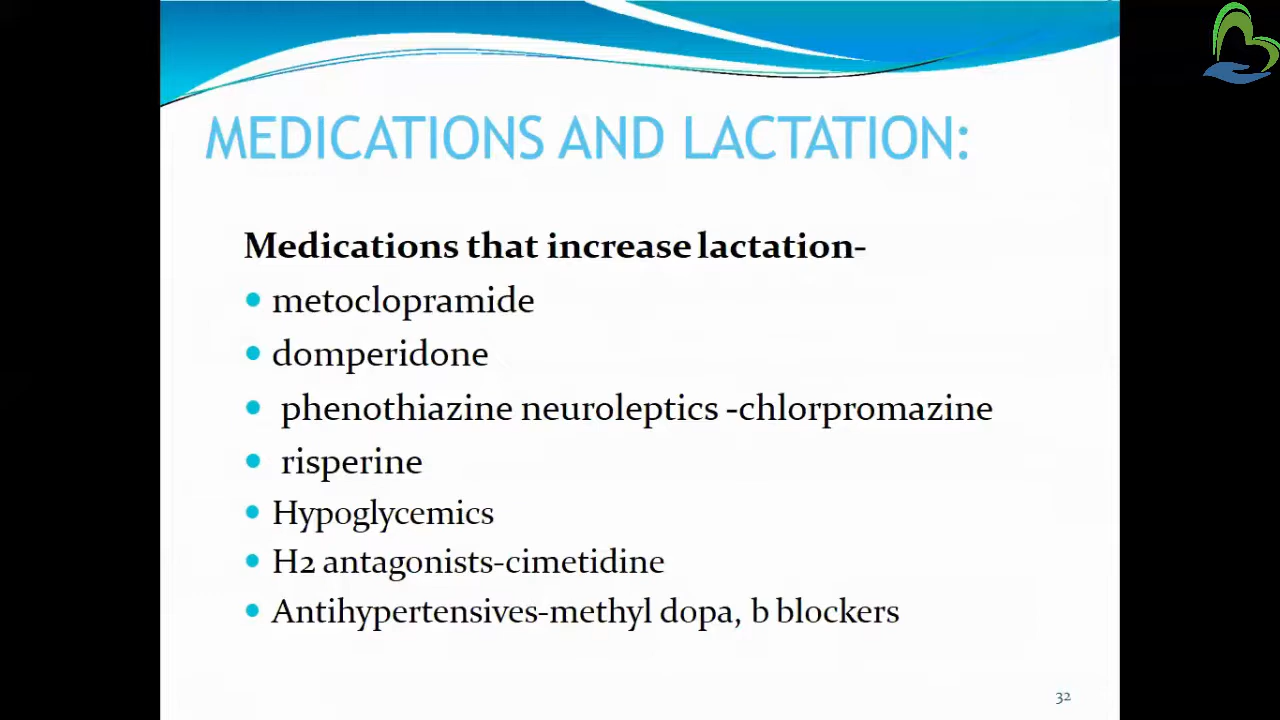 MEDICATIONS AND LACTATION:
Medications that increase lactation-
• metoclopramide
• domperidone
• phenothiazine neuroleptics -chlorpromazine
• risperine
• Hypoglycemics
• H2 antagonists-cimetidine
• Antihypertensives-methyl dopa, b blockers
32